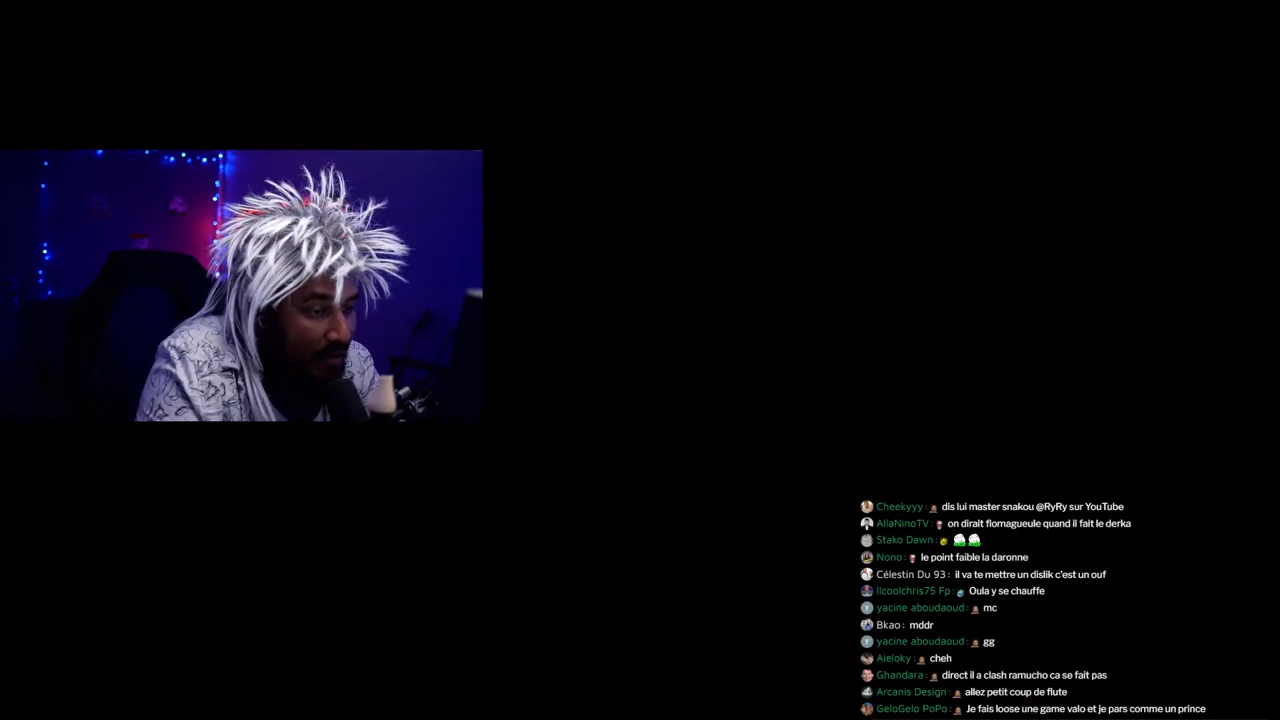 Cheekyyy : dis lui master snakou @RyRy sur YouTube
AllaNinoTV : on dirait flomagueule quand il fait le derka
Stako Dawn :
Nono : le point faible la daronne
Célestin Du 93 : il va te mettre un dislik c'est un ouf
Ilcoolchris75 Fp : Oula y se chauffe
yacine aboudaoud : mc
Bkao : mddr
yacine aboudaoud : gg
Aieloky : cheh
Ghandara : direct il a clash ramucho ca se fait pas
Arcanis Design : allez petit coup de flute
GeloGelo PoPo : Je fais loose une game valo et je pars comme un prince